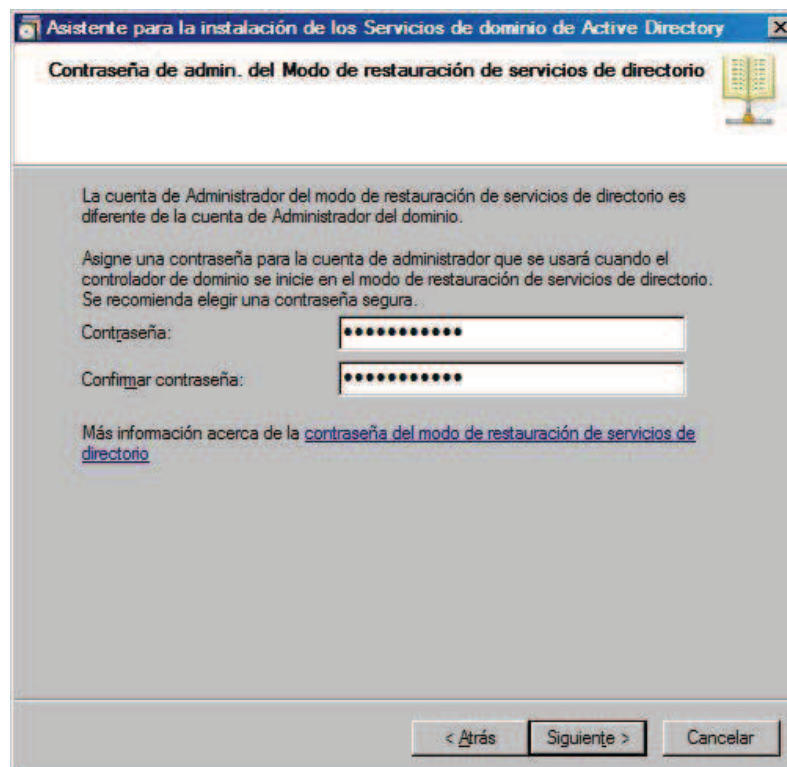 Asistente para la instalación de los Servicios de dominio de Active Directory
Contraseña de admin. del Modo de restauración de servicios de directorio
La cuenta de Administrador del modo de restauración de servicios de directorio es
diferente de la cuenta de Administrador del dominio.
Asigne una contraseña para la cuenta de administrador que se usará cuando el
controlador de dominio se inicie en el modo de restauración de servicios de directorio.
Se recomienda elegir una contraseña segura.
Contraseña: •••••••••••
Confirmar contraseña: •••••••••••
Más información acerca de la contraseña del modo de restauración de servicios de
directorio
< Atrás Siguiente > Cancelar